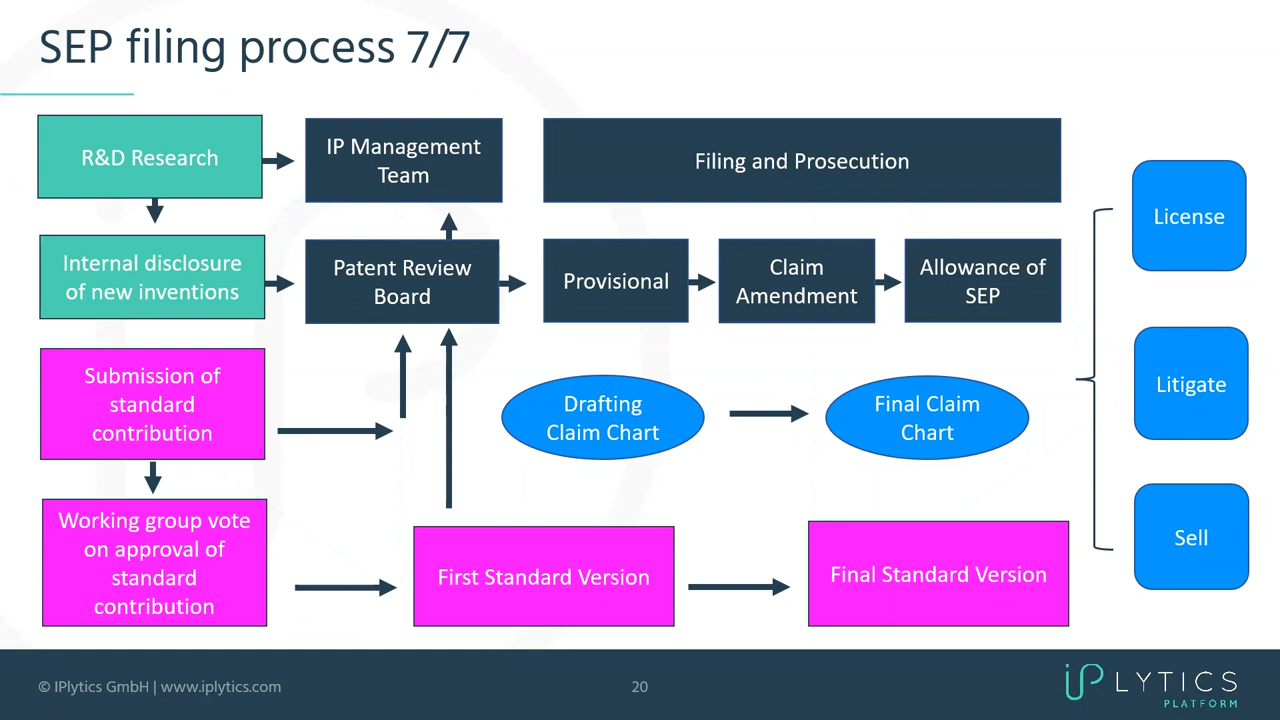 SEP filing process 7/7
R&D Research
IP Management
Team
Filing and Prosecution
License
Internal disclosure
of new inventions
Patent Review
Board
Provisional
Claim
Amendment
Allowance of
SEP
Submission of
standard
contribution
Drafting
Claim Chart
Final Claim
Chart
Litigate
Working group vote
on approval of
standard
contribution
First Standard Version
Final Standard Version
Sell
© IPlytics GmbH | www.iplytics.com
20
iP LYTICS
PLATFORM